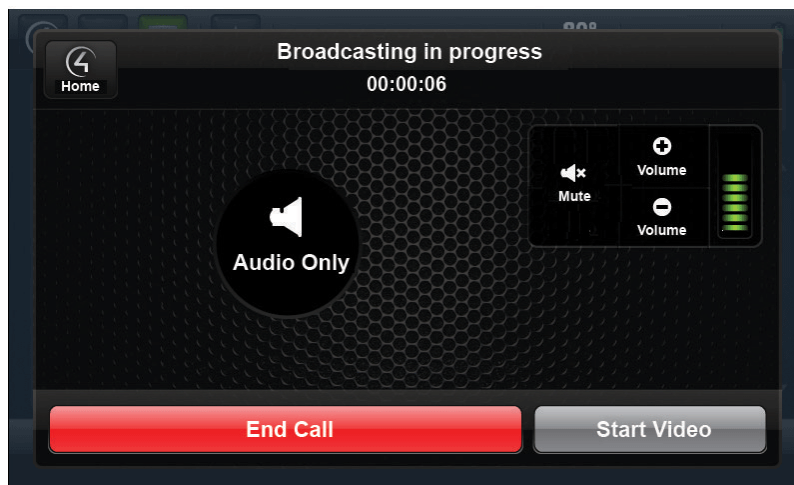 Broadcasting in progress
00:00:06
Home
Mute
Volume
Volume
Audio Only
End Call
Start Video